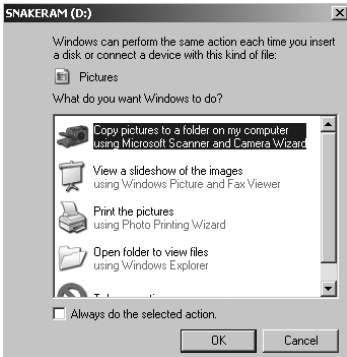 SNAKERAM (D:)
Windows can perform the same action each time you insert
a disk or connect a device with this kind of file:
Pictures
What do you want Windows to do?
Copy pictures to a folder on my computer
using Microsoft Scanner and Camera Wizard
View a slideshow of the images
using Windows Picture and Fax Viewer
Print the pictures
using Photo Printing Wizard
Open folder to view files
using Windows Explorer
Always do the selected action.
OK
Cancel